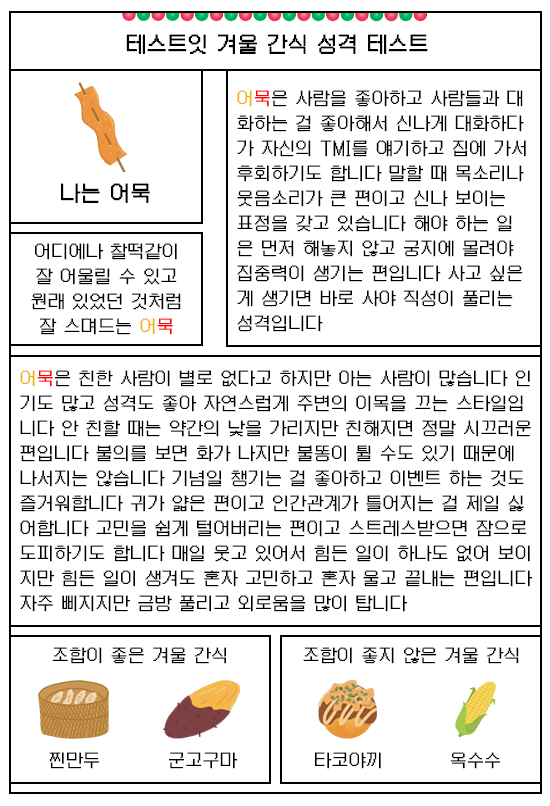 테스트잇 겨울 간식 성격 테스트
나는 어묵
어디에나 찰떡같이
잘 어울릴 수 있고
원래 있었던 것처럼
잘 스며드는 어묵
어묵은 사람을 좋아하고 사람들과 대
화하는 걸 좋아해서 신나게 대화하다
가 자신의 TMI를 얘기하고 집에 가서
후회하기도 합니다 말할 때 목소리나
웃음소리가 큰 편이고 신나 보이는
표정을 갖고 있습니다 해야 하는 일
은 먼저 해놓지 않고 궁지에 몰려야
집중력이 생기는 편입니다 사고 싶은
게 생기면 바로 사야 직성이 풀리는
성격입니다
어묵은 친한 사람이 별로 없다고 하지만 아는 사람이 많습니다 인
기도 많고 성격도 좋아 자연스럽게 주변의 이목을 끄는 스타일입
니다 안 친할 때는 약간의 낯을 가리지만 친해지면 정말 시끄러운
편입니다 불의를 보면 화가 나지만 불똥이 튈 수도 있기 때문에
나서지는 않습니다 기념일 챙기는 걸 좋아하고 이벤트 하는 것도
즐거워합니다 귀가 얇은 편이고 인간관계가 틀어지는 걸 제일 싫
어합니다 고민을 쉽게 털어버리는 편이고 스트레스받으면 잠으로
도피하기도 합니다 매일 웃고 있어서 힘든 일이 하나도 없어 보이
지만 힘든 일이 생겨도 혼자 고민하고 혼자 울고 끝내는 편입니다
자주 삐지지만 금방 풀리고 외로움을 많이 탑니다
조합이 좋은 겨울 간식
찐만두 군고구마
조합이 좋지 않은 겨울 간식
타코야끼 옥수수